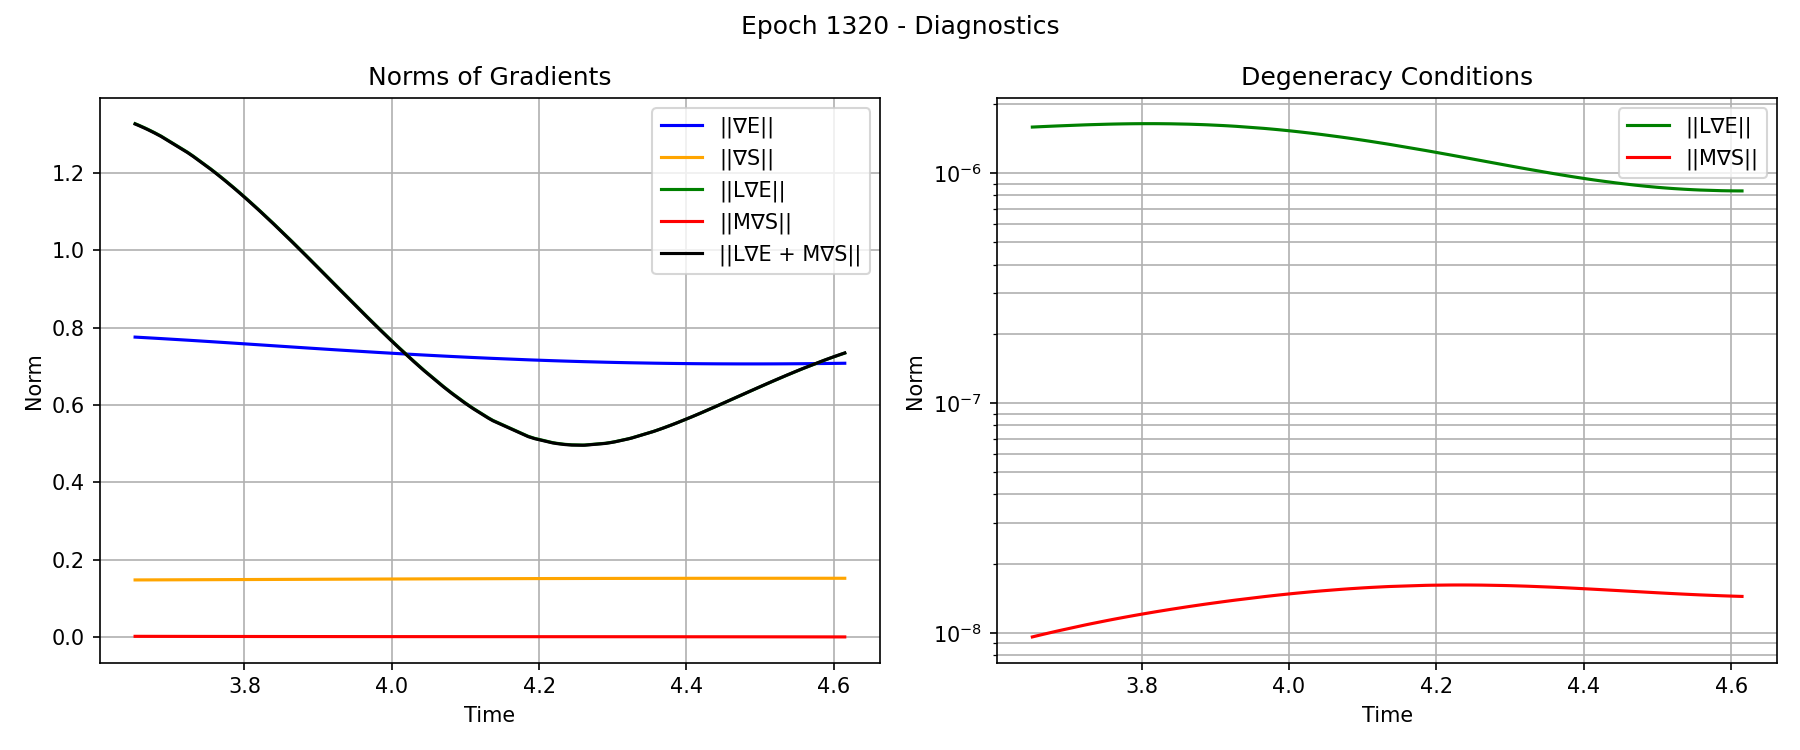 Epoch 1320 - Diagnostics
Norms of Gradients
Norm
1.2
1.0
0.8
0.6
0.4
0.2
0.0
3.8
4.0
4.2
4.4
4.6
Time
||∇E||
||∇S||
||L∇E||
||M∇S||
||L∇E + M∇S||
Degeneracy Conditions
Norm
10⁻⁶
10⁻⁷
10⁻⁸
3.8
4.0
4.2
4.4
4.6
Time
||L∇E||
||M∇S||